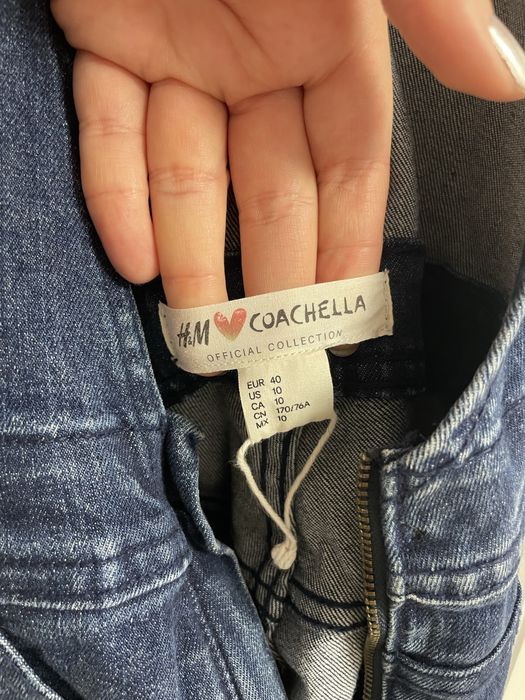 H&M ❤ COACHELLA
OFFICIAL COLLECTION
EUR 40
US 10
CA 10
CN 170/76A
MX 10